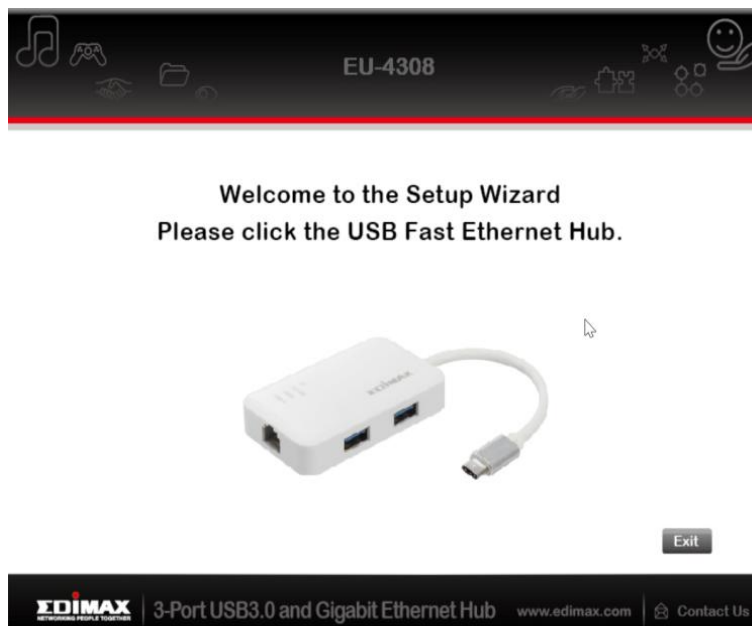 EU-4308
Welcome to the Setup Wizard
Please click the USB Fast Ethernet Hub.
EDIMAX
Exit
EDIMAX
NETWORKING PEOPLE TOGETHER
3-Port USB3.0 and Gigabit Ethernet Hub
www.edimax.com
Contact Us